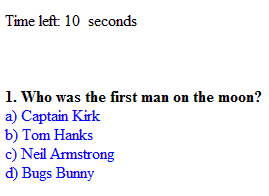 Time left: 10 seconds
1. Who was the first man on the moon?
a) Captain Kirk
b) Tom Hanks
c) Neil Armstrong
d) Bugs Bunny